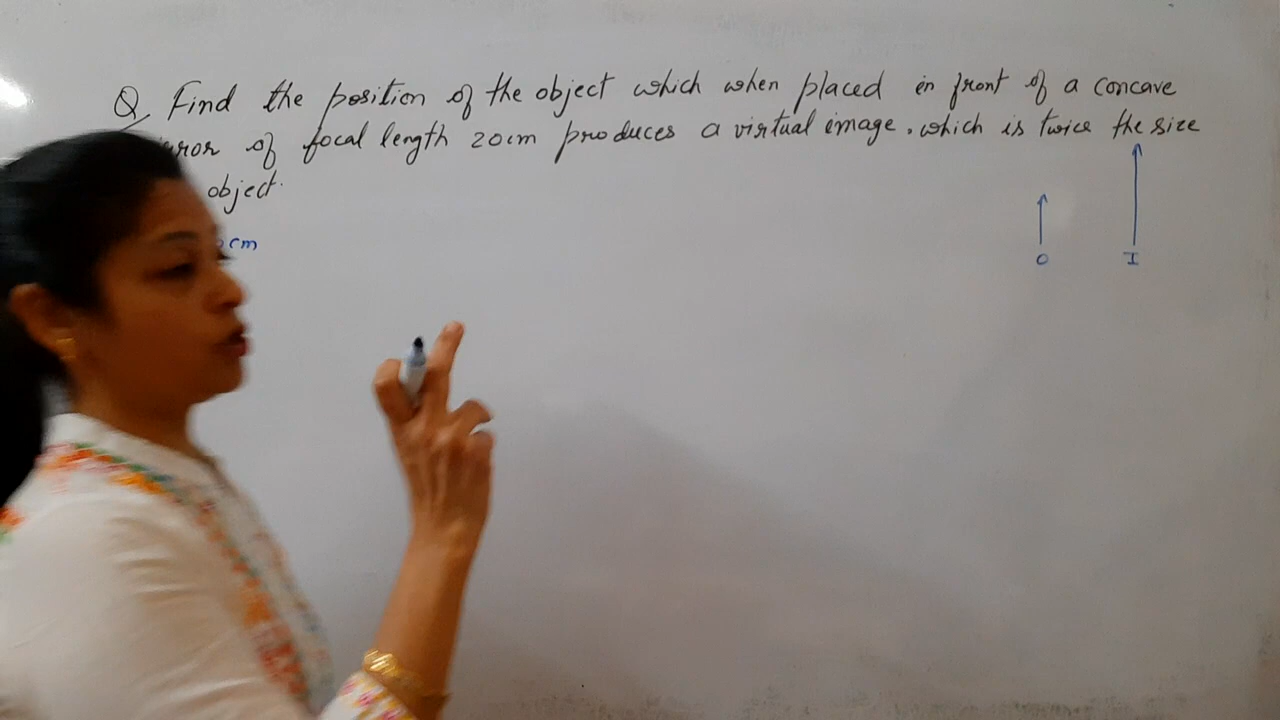 Q Find the position of the object which when placed in front of a concave
of focal length 20cm produces a virtual image. which is twice the size
object.
cm
O I